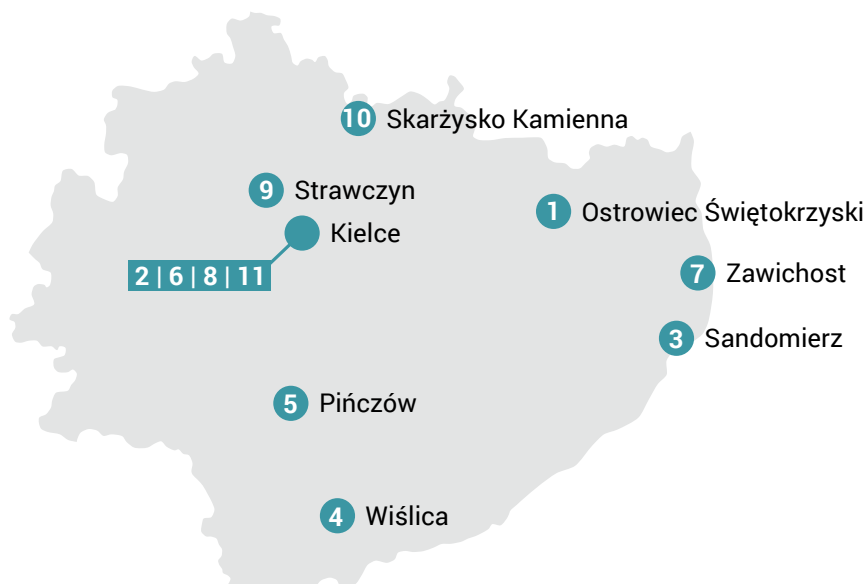 10 Skarżysko Kamienna
9 Strawczyn
1 Ostrowiec Świętokrzyski
Kielce
2 | 6 | 8 | 11
7 Zawichost
3 Sandomierz
5 Pińczów
4 Wiślica